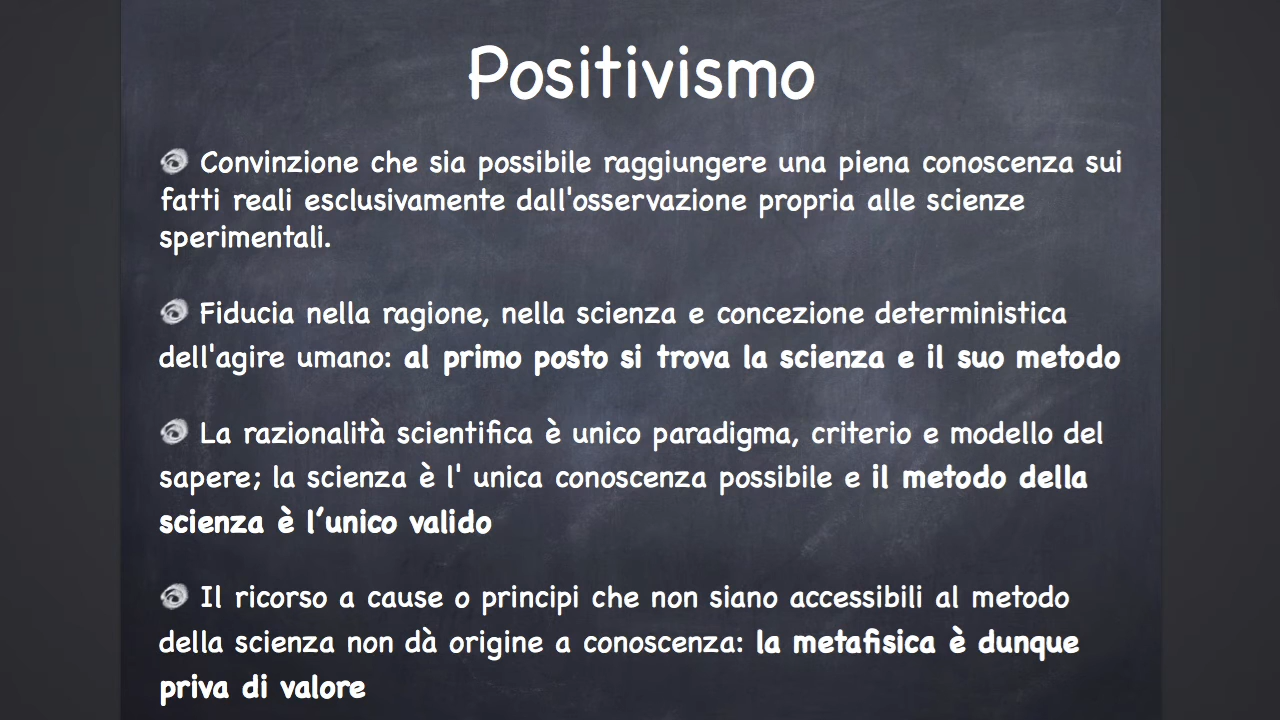 Positivismo
Convinzione che sia possibile raggiungere una piena conoscenza sui
fatti reali esclusivamente dall'osservazione propria alle scienze
sperimentali.
Fiducia nella ragione, nella scienza e concezione deterministica
dell'agire umano: al primo posto si trova la scienza e il suo metodo
La razionalità scientifica è unico paradigma, criterio e modello del
sapere; la scienza è l' unica conoscenza possibile e il metodo della
scienza è l’unico valido
Il ricorso a cause o principi che non siano accessibili al metodo
della scienza non dà origine a conoscenza: la metafisica è dunque
priva di valore